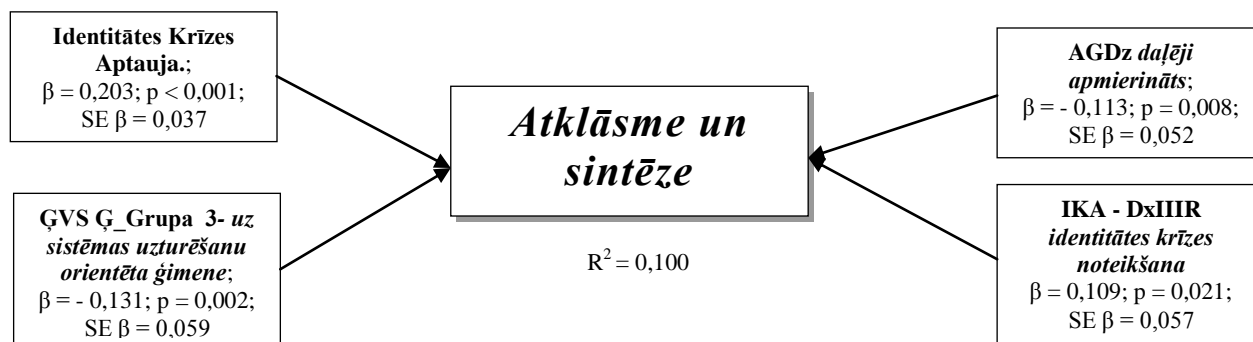 Identitātes Krīzes
Aptauja.;
β = 0,203; p < 0,001;
SE β = 0,037
ĢVS Ģ_Grupa 3- uz
sistēmas uzturēšanu
orientēta ģimene;
β = - 0,131; p = 0,002;
SE β = 0,059
Atklāsme un
sintēze
R² = 0,100
AGDz daļēji
apmierināts;
β = - 0,113; p = 0,008;
SE β = 0,052
IKA - DxIIIR
identitātes krīzes
noteikšana
β = 0,109; p = 0,021;
SE β = 0,057